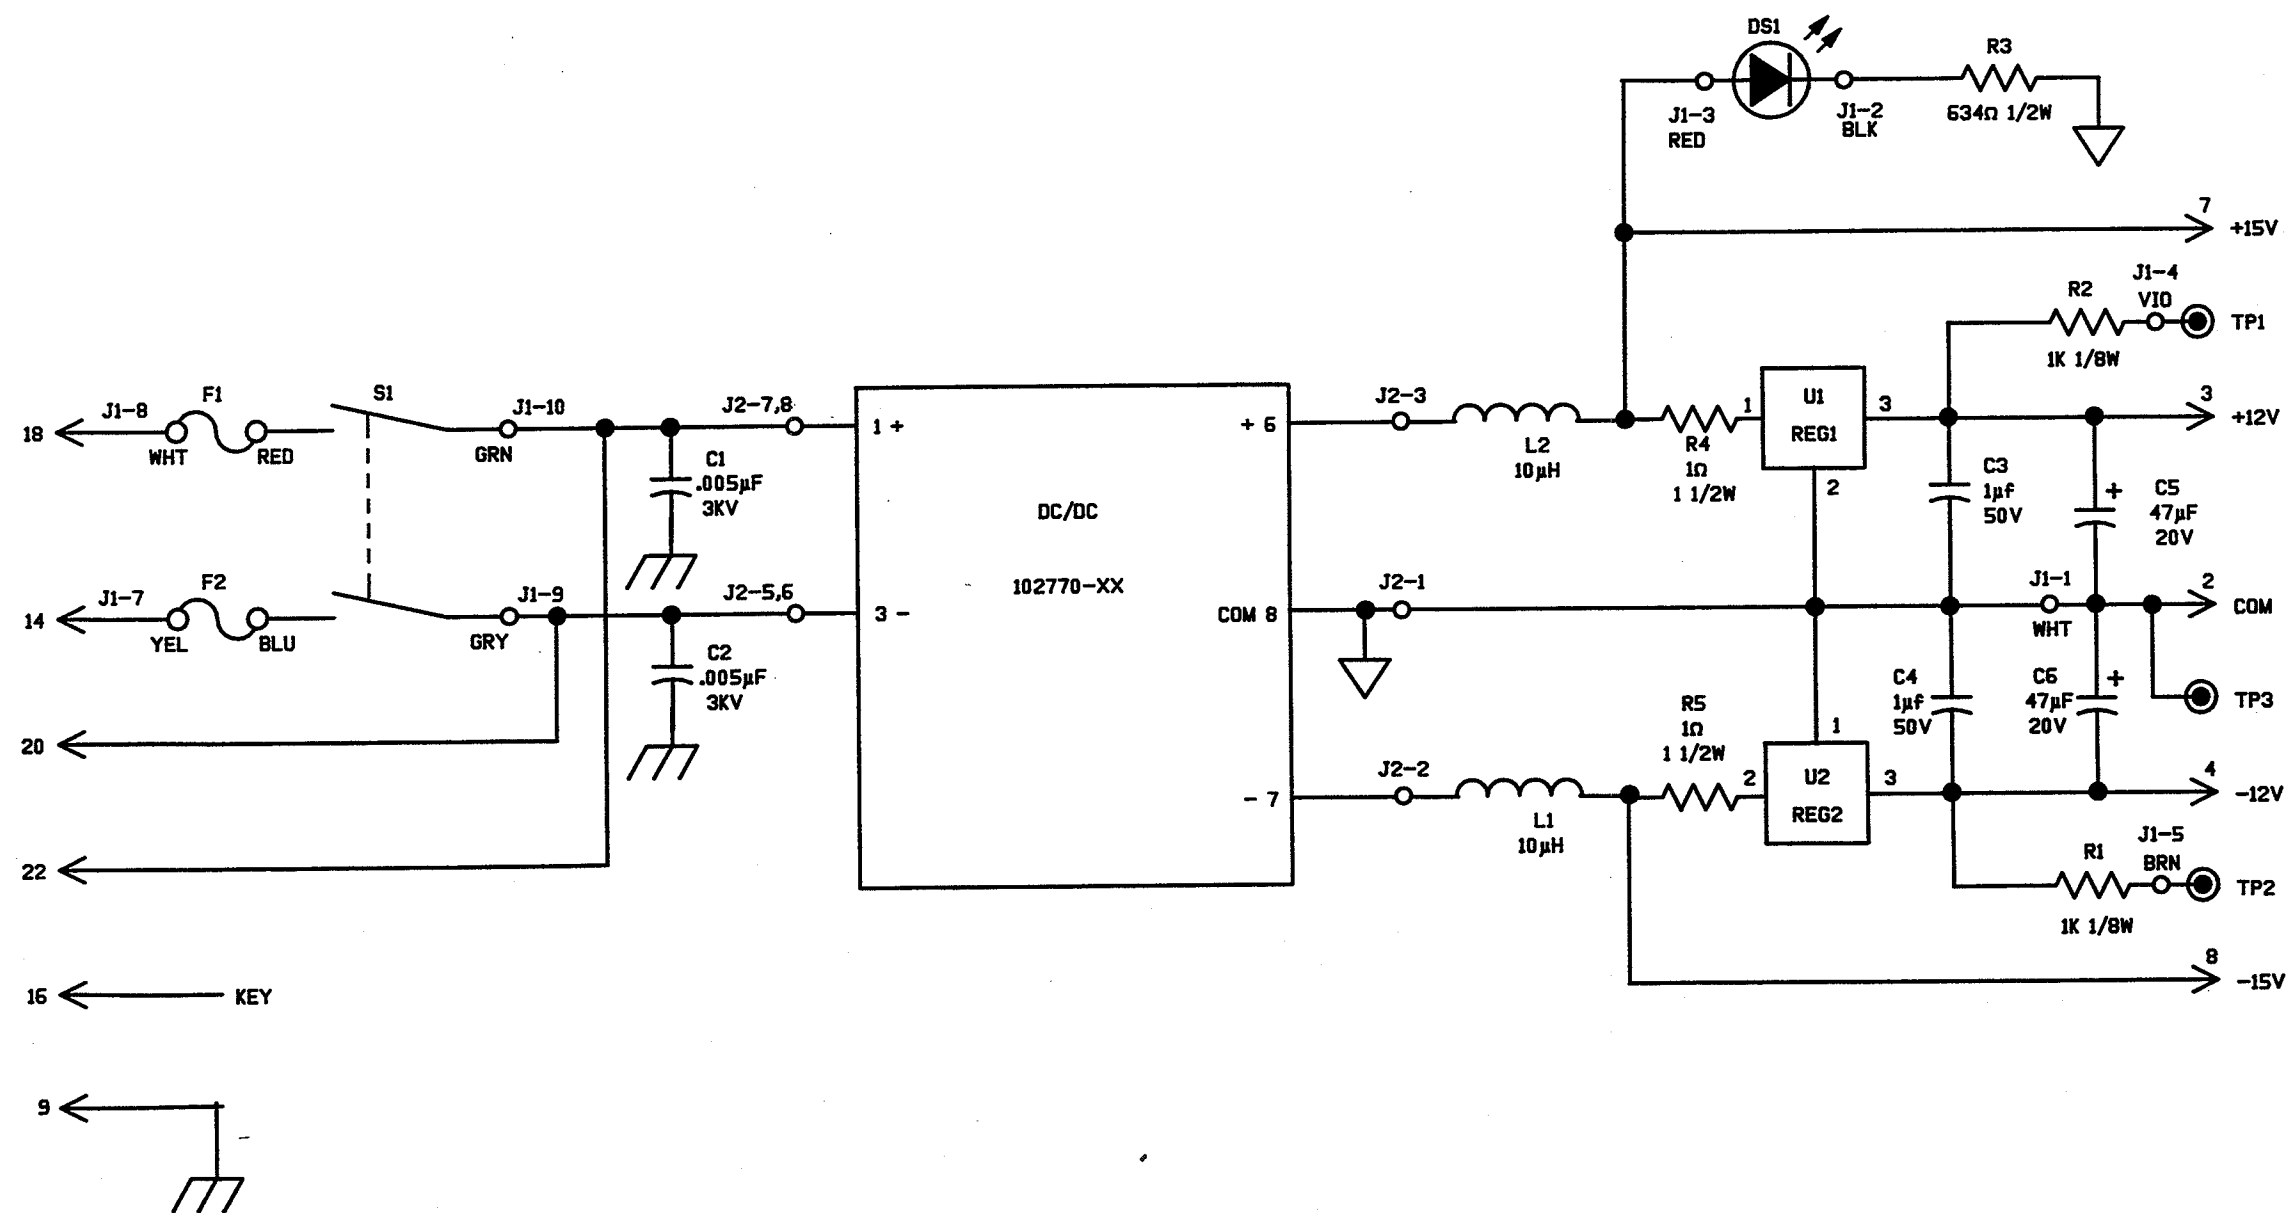 DS1
R3
J1-3
RED
J1-2
BLK
634Ω 1/2W
7
+15V
J1-4
VIO
R2
TP1
1K 1/8W
F1
S1
J1-8
J1-10
J2-7,8
J2-3
U1
REG1
1
3
3
+12V
18
WHT
RED
GRN
1 +
+ 6
L2
10µH
R4
1Ω
1 1/2W
2
C1
.005µF
3KV
C3
1µf
50V
+
C5
47µF
20V
DC/DC
102770-XX
F2
J1-7
J1-9
J2-5,6
J2-1
J1-1
2
COM
14
YEL
BLU
GRY
3 -
COM 8
WHT
C2
.005µF
3KV
C4
1µf
50V
C6
47µF
20V
+
TP3
R5
1Ω
1 1/2W
1
20
J2-2
- 7
2
U2
REG2
3
4
-12V
L1
10µH
J1-5
BRN
R1
TP2
1K 1/8W
22
8
-15V
16
KEY
9